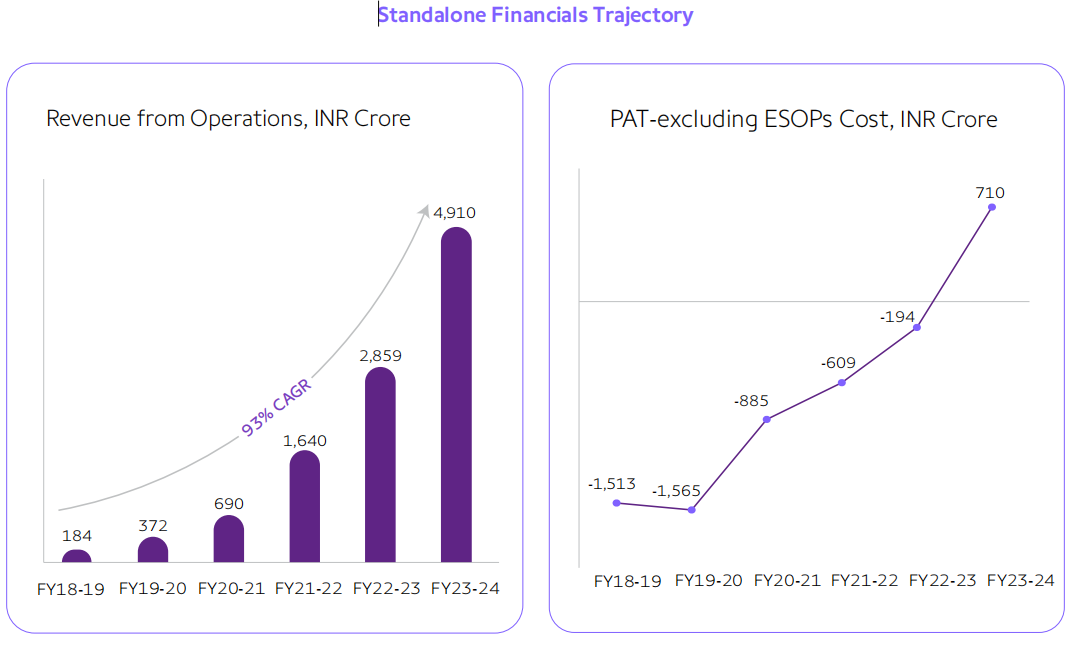 Standalone Financials Trajectory
Revenue from Operations, INR Crore
4,910
2,859
93% CAGR
1,640
690
372
184
FY18-19 FY19-20 FY20-21 FY21-22 FY22-23 FY23-24
PAT-excluding ESOPs Cost, INR Crore
710
-194
-609
-885
-1,513 -1,565
FY18-19 FY19-20 FY20-21 FY21-22 FY22-23 FY23-24